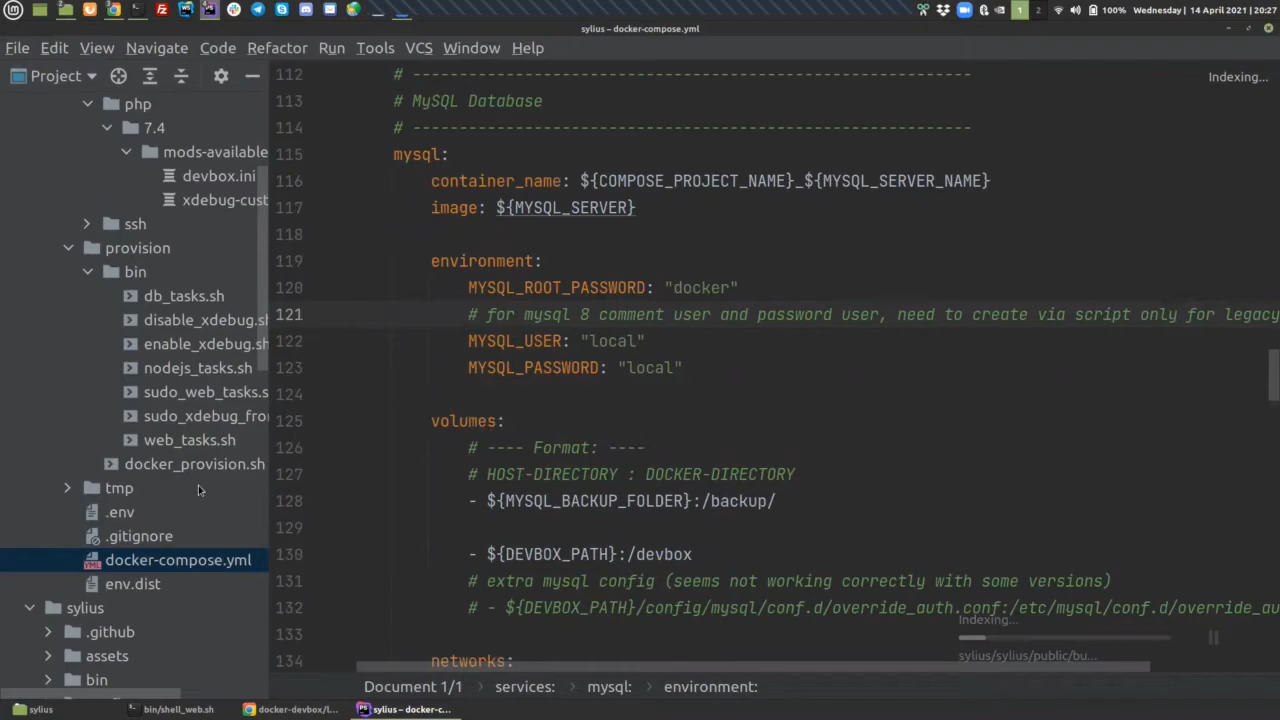 100% Wednesday | 14 April 2021 | 20:27
sylius – docker-compose.yml
File Edit View Navigate Code Refactor Run Tools VCS Window Help
Project
php
7.4
mods-available
devbox.ini
xdebug-cust
ssh
provision
bin
db_tasks.sh
disable_xdebug.sh
enable_xdebug.sh
nodejs_tasks.sh
sudo_web_tasks.s
sudo_xdebug_fron
web_tasks.sh
docker_provision.sh
tmp
.env
.gitignore
docker-compose.yml
env.dist
sylius
.github
assets
bin
Indexing...
112 # ------------------------------------------------------------
113 # MySQL Database
114 # ------------------------------------------------------------
115 mysql:
116 container_name: ${COMPOSE_PROJECT_NAME}_${MYSQL_SERVER_NAME}
117 image: ${MYSQL_SERVER}
118
119 environment:
120 MYSQL_ROOT_PASSWORD: "docker"
121 # for mysql 8 comment user and password user, need to create via script only for legacy
122 MYSQL_USER: "local"
123 MYSQL_PASSWORD: "local"
124
125 volumes:
126 # ---- Format: ----
127 # HOST-DIRECTORY : DOCKER-DIRECTORY
128 - ${MYSQL_BACKUP_FOLDER}:/backup/
129
130 - ${DEVBOX_PATH}:/devbox
131 # extra mysql config (seems not working correctly with some versions)
132 # - ${DEVBOX_PATH}/config/mysql/conf.d/override_auth.conf:/etc/mysql/conf.d/override_au
133
134 networks:
Indexing...
sylius/sylius/public/bu...
Document 1/1 services: mysql: environment:
sylius bin/shell_web.sh docker-devbox/l... sylius – docker-c...